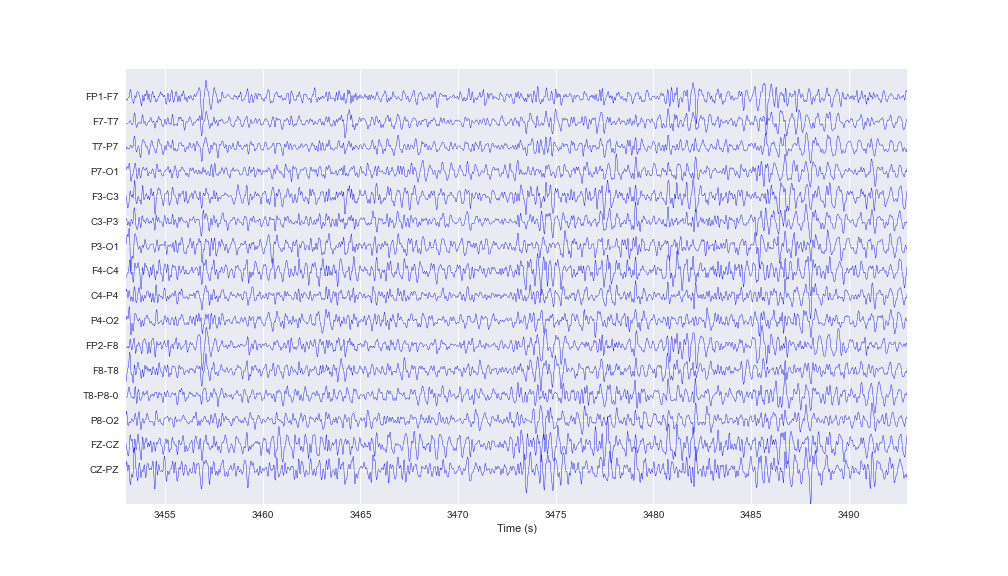 FP1-F7
F7-T7
T7-P7
P7-O1
F3-C3
C3-P3
P3-O1
F4-C4
C4-P4
P4-O2
FP2-F8
F8-T8
T8-P8-0
P8-O2
FZ-CZ
CZ-PZ
3455 3460 3465 3470 3475 3480 3485 3490
Time (s)